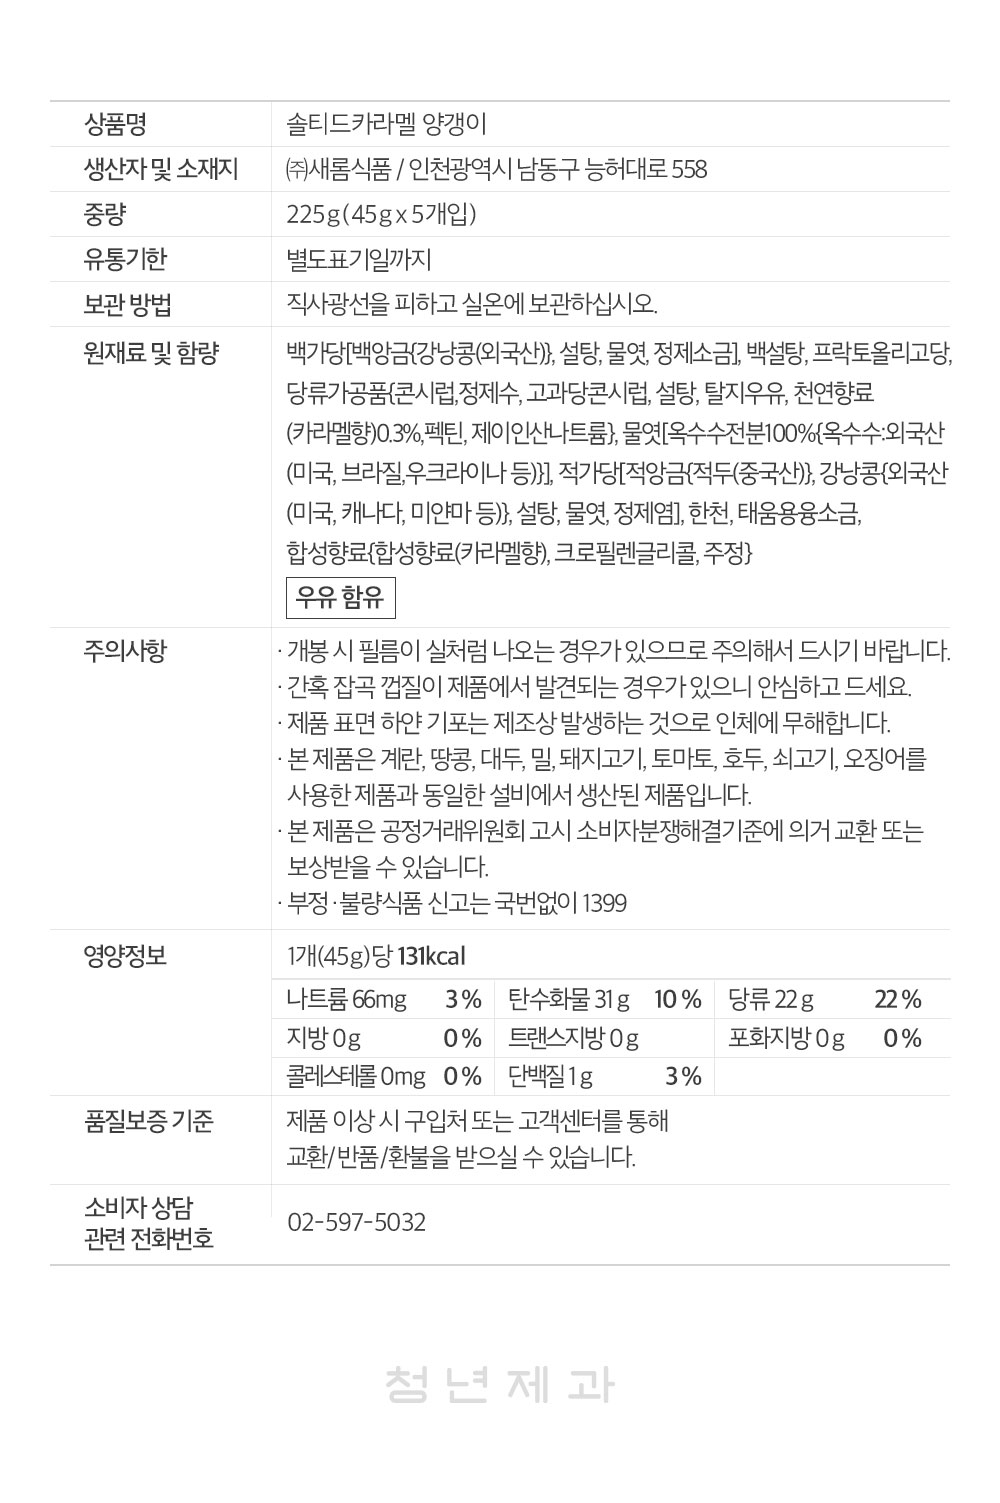 상품명 솔티드카라멜 양갱이
생산자 및 소재지 ㈜새롬식품 / 인천광역시 남동구 능허대로 558
중량 225g(45g x 5개입)
유통기한 별도표기일까지
보관 방법 직사광선을 피하고 실온에 보관하십시오.
원재료 및 함량 백가당[백앙금{강낭콩(외국산)}, 설탕, 물엿, 정제소금], 백설탕, 프락토올리고당,
당류가공품{콘시럽,정제수, 고과당콘시럽, 설탕, 탈지우유, 천연향료
(카라멜향)0.3%,펙틴, 제이인산나트륨}, 물엿[옥수수전분100%{옥수수:외국산
(미국, 브라질,우크라이나 등)}], 적가당[적앙금{적두(중국산)}, 강낭콩{외국산
(미국, 캐나다, 미얀마 등)}, 설탕, 물엿, 정제염], 한천, 태움용융소금,
합성향료{합성향료(카라멜향), 크로필렌글리콜, 주정}
우유 함유
주의사항 · 개봉 시 필름이 실처럼 나오는 경우가 있으므로 주의해서 드시기 바랍니다.
· 간혹 잡곡 껍질이 제품에서 발견되는 경우가 있으니 안심하고 드세요.
· 제품 표면 하얀 기포는 제조상 발생하는 것으로 인체에 무해합니다.
· 본 제품은 계란, 땅콩, 대두, 밀, 돼지고기, 토마토, 호두, 쇠고기, 오징어를
사용한 제품과 동일한 설비에서 생산된 제품입니다.
· 본 제품은 공정거래위원회 고시 소비자분쟁해결기준에 의거 교환 또는
보상받을 수 있습니다.
· 부정·불량식품 신고는 국번없이 1399
영양정보 1개(45g)당 131kcal
나트륨 66mg 3% 탄수화물 31g 10% 당류 22g 22%
지방 0g 0% 트랜스지방 0g 포화지방 0g 0%
콜레스테롤 0mg 0% 단백질 1g 3%
품질보증 기준 제품 이상 시 구입처 또는 고객센터를 통해
교환/반품/환불을 받으실 수 있습니다.
소비자 상담
관련 전화번호 02-597-5032
청년제과